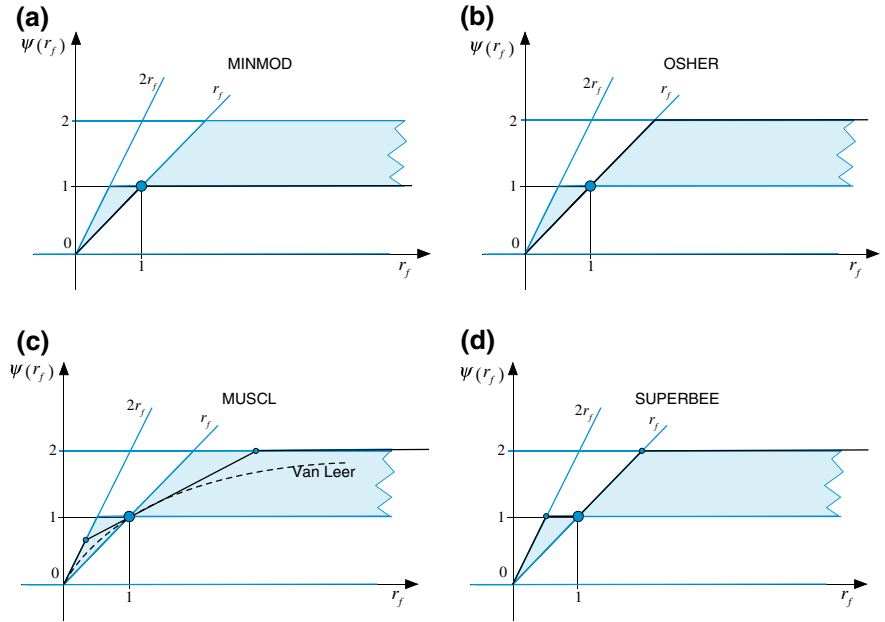 (a)
ψ(r_f)
MINMOD
2r_f
r_f
2
1
0
1
r_f
(b)
ψ(r_f)
OSHER
2r_f
r_f
2
1
0
1
r_f
(c)
ψ(r_f)
MUSCL
2r_f
r_f
2
Van Leer
1
0
1
r_f
(d)
ψ(r_f)
SUPERBEE
2r_f
r_f
2
1
0
1
r_f